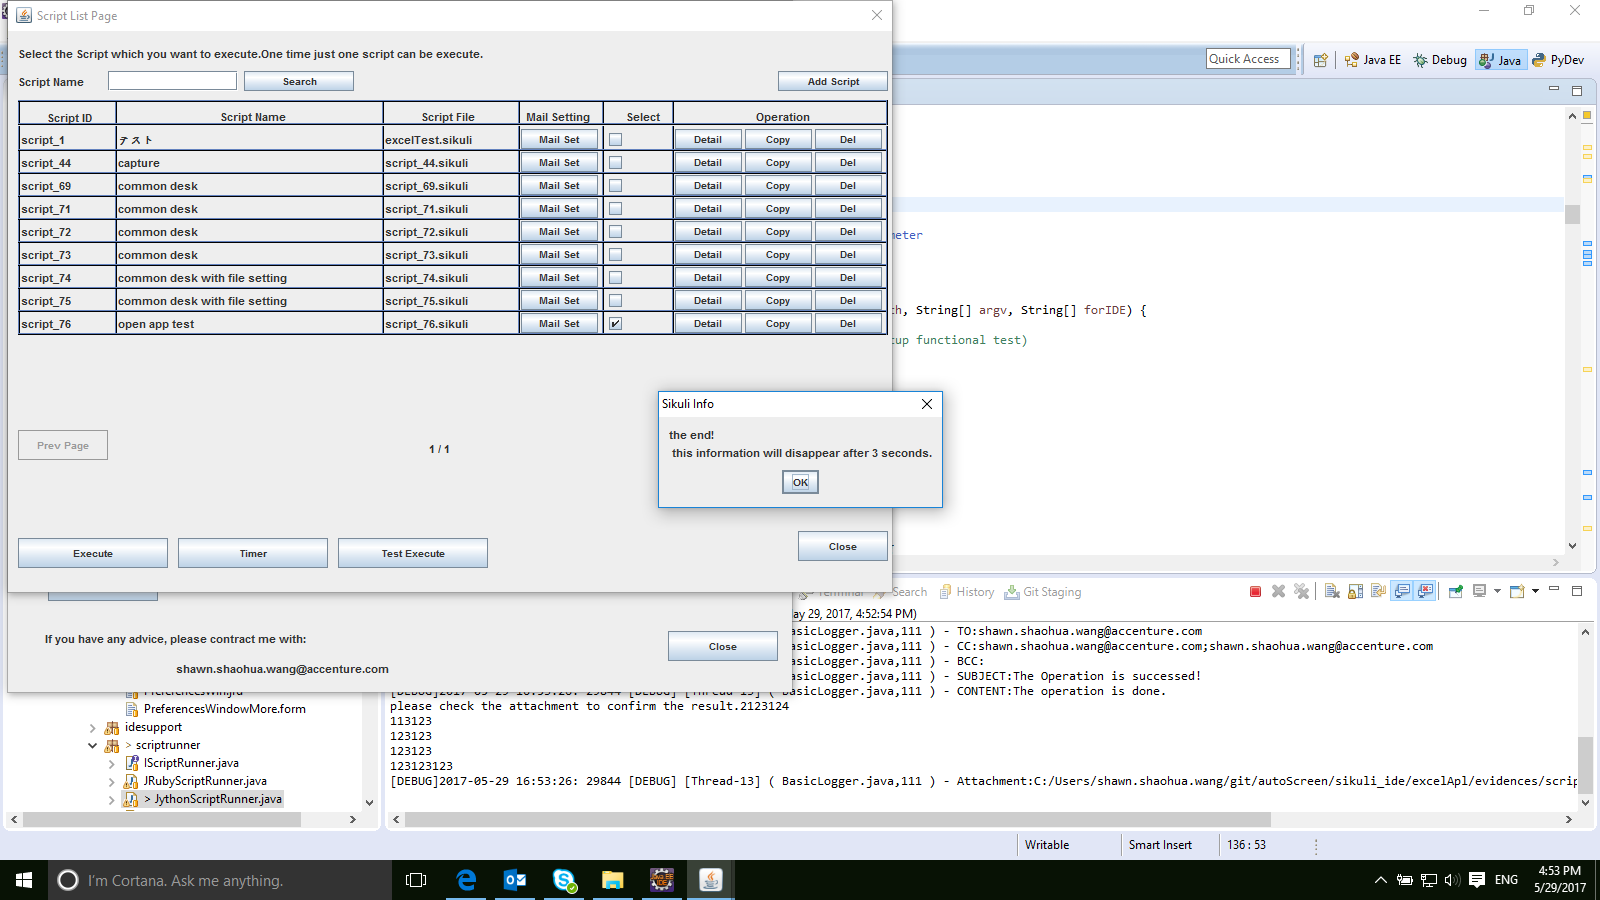 Script List Page
Select the Script which you want to execute.One time just one script can be execute.
Script Name
Search
Add Script
Script ID Script Name Script File Mail Setting Select Operation
script_1 テスト excelTest.sikuli Mail Set Detail Copy Del
script_44 capture script_44.sikuli Mail Set Detail Copy Del
script_69 common desk script_69.sikuli Mail Set Detail Copy Del
script_71 common desk script_71.sikuli Mail Set Detail Copy Del
script_72 common desk script_72.sikuli Mail Set Detail Copy Del
script_73 common desk script_73.sikuli Mail Set Detail Copy Del
script_74 common desk with file setting script_74.sikuli Mail Set Detail Copy Del
script_75 common desk with file setting script_75.sikuli Mail Set Detail Copy Del
script_76 open app test script_76.sikuli Mail Set Detail Copy Del
Prev Page
1 / 1
Execute Timer Test Execute Close
Sikuli Info
the end!
this information will disappear after 3 seconds.
OK
If you have any advice, please contract me with:
shawn.shaohua.wang@accenture.com
Close
Quick Access Java EE Debug Java PyDev
meter
h, String[] argv, String[] forIDE) {
up functional test)
Terminal Search History Git Staging
ay 29, 2017, 4:52:54 PM)
asicLogger.java,111 ) - TO:shawn.shaohua.wang@accenture.com
asicLogger.java,111 ) - CC:shawn.shaohua.wang@accenture.com;shawn.shaohua.wang@accenture.com
asicLogger.java,111 ) - BCC:
asicLogger.java,111 ) - SUBJECT:The Operation is successed!
[DEBUG]2017-05-29 16:53:26: 29844 [DEBUG] [Thread-13] ( BasicLogger.java,111 ) - CONTENT:The operation is done.
please check the attachment to confirm the result.2123124
113123
123123
123123
123123123
[DEBUG]2017-05-29 16:53:26: 29844 [DEBUG] [Thread-13] ( BasicLogger.java,111 ) - Attachment:C:/Users/shawn.shaohua.wang/git/autoScreen/sikuli_ide/excelApl/evidences/scrip
PreferencesWindowMore.form
idesupport
> scriptrunner
IScriptRunner.java
JRubyScriptRunner.java
> JythonScriptRunner.java
Writable Smart Insert 136 : 53
I'm Cortana. Ask me anything.
ENG
4:53 PM
5/29/2017